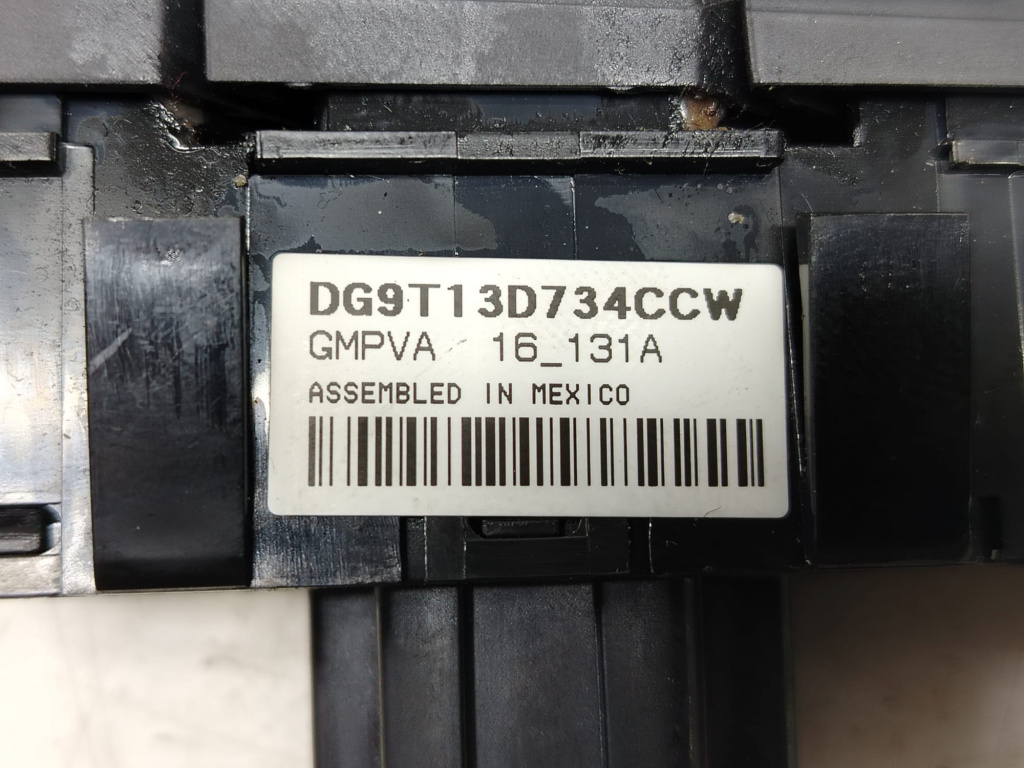 DG9T13D734CCW
GMPVA 16_131A
ASSEMBLED IN MEXICO